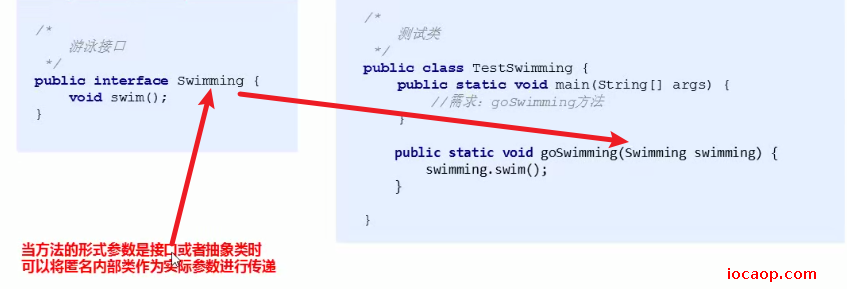 /*
游泳接口
*/
public interface Swimming {
void swim();
}
/*
测试类
*/
public class TestSwimming {
public static void main(String[] args) {
//需求：goSwimming方法
}
public static void goSwimming(Swimming swimming) {
swimming.swim();
}
}
当方法的形式参数是接口或者抽象类时
可以将匿名内部类作为实际参数进行传递
iocaop.com